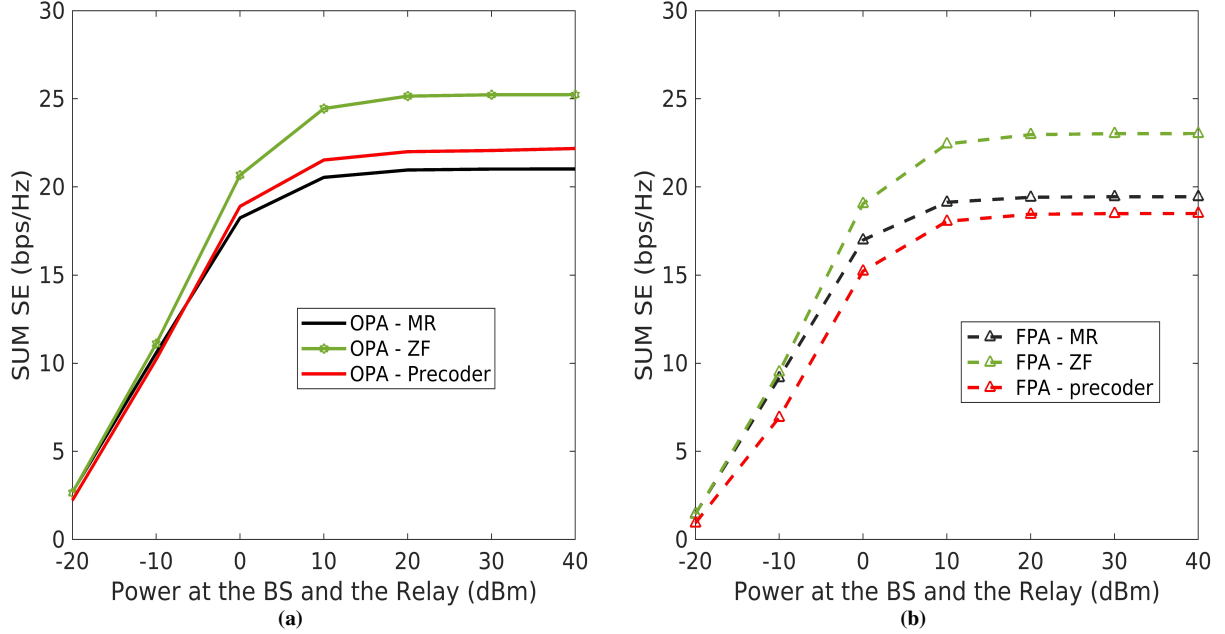 30
25
20
15
10
5
0
SUM SE (bps/Hz)
OPA - MR
OPA - ZF
OPA - Precoder
-20 -10 0 10 20 30 40
Power at the BS and the Relay (dBm)
(a)
30
25
20
15
10
5
0
SUM SE (bps/Hz)
FPA - MR
FPA - ZF
FPA - precoder
-20 -10 0 10 20 30 40
Power at the BS and the Relay (dBm)
(b)